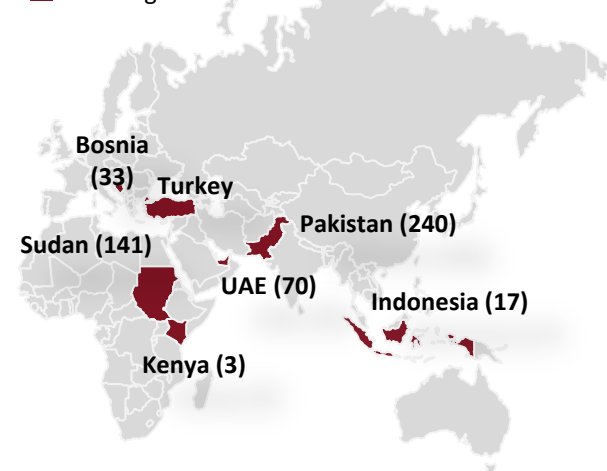 Bosnia
(33)
Turkey
Pakistan (240)
Sudan (141)
UAE (70)
Indonesia (17)
Kenya (3)